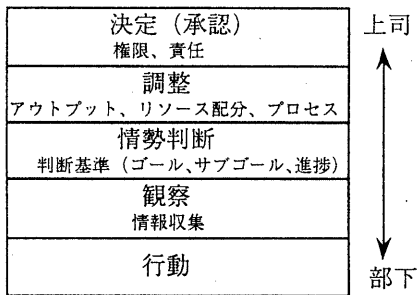 決定（承認）
権限、責任
上司
調整
アウトプット、リソース配分、プロセス
情勢判断
判断基準（ゴール、サブゴール、進捗）
観察
情報収集
行動
部下